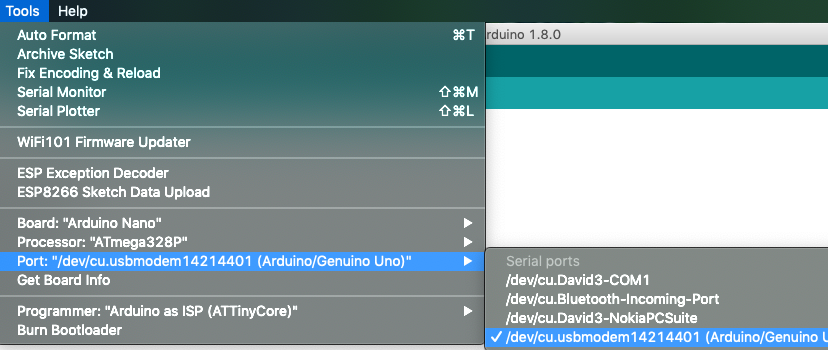 Tools Help
Auto Format ⌘T
Archive Sketch
Fix Encoding & Reload
Serial Monitor ⇧⌘M
Serial Plotter ⇧⌘L
WiFi101 Firmware Updater
ESP Exception Decoder
ESP8266 Sketch Data Upload
Board: "Arduino Nano"
Processor: "ATmega328P"
Port: "/dev/cu.usbmodem14214401 (Arduino/Genuino Uno)"
Get Board Info
Programmer: "Arduino as ISP (ATTinyCore)"
Burn Bootloader
rduino 1.8.0
Serial ports
/dev/cu.David3-COM1
/dev/cu.Bluetooth-Incoming-Port
/dev/cu.David3-NokiaPCSuite
✓ /dev/cu.usbmodem14214401 (Arduino/Genuino U